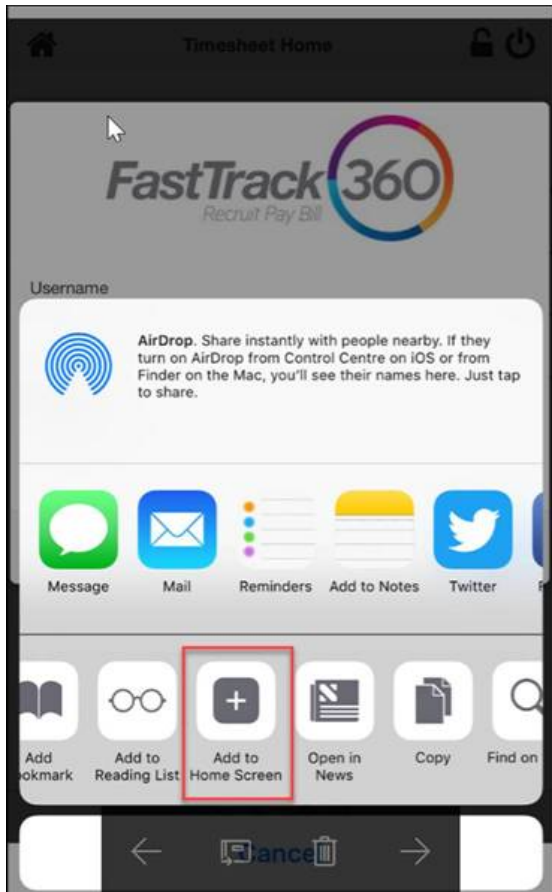 Timesheet Home
FastTrack 360
Recruit Pay Bill
Username
AirDrop. Share instantly with people nearby. If they
turn on AirDrop from Control Centre on iOS or from
Finder on the Mac, you'll see their names here. Just tap
to share.
Message Mail Reminders Add to Notes Twitter
Add Add to Add to Open in Copy Find on
ookmark Reading List Home Screen News
Cancel